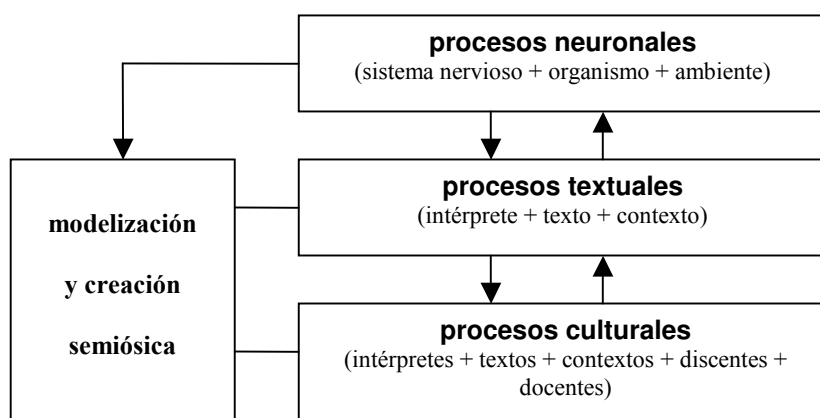 procesos neuronales
(sistema nervioso + organismo + ambiente)
procesos textuales
(intérprete + texto + contexto)
modelización
y creación
semiósica
procesos culturales
(intérpretes + textos + contextos + discentes +
docentes)